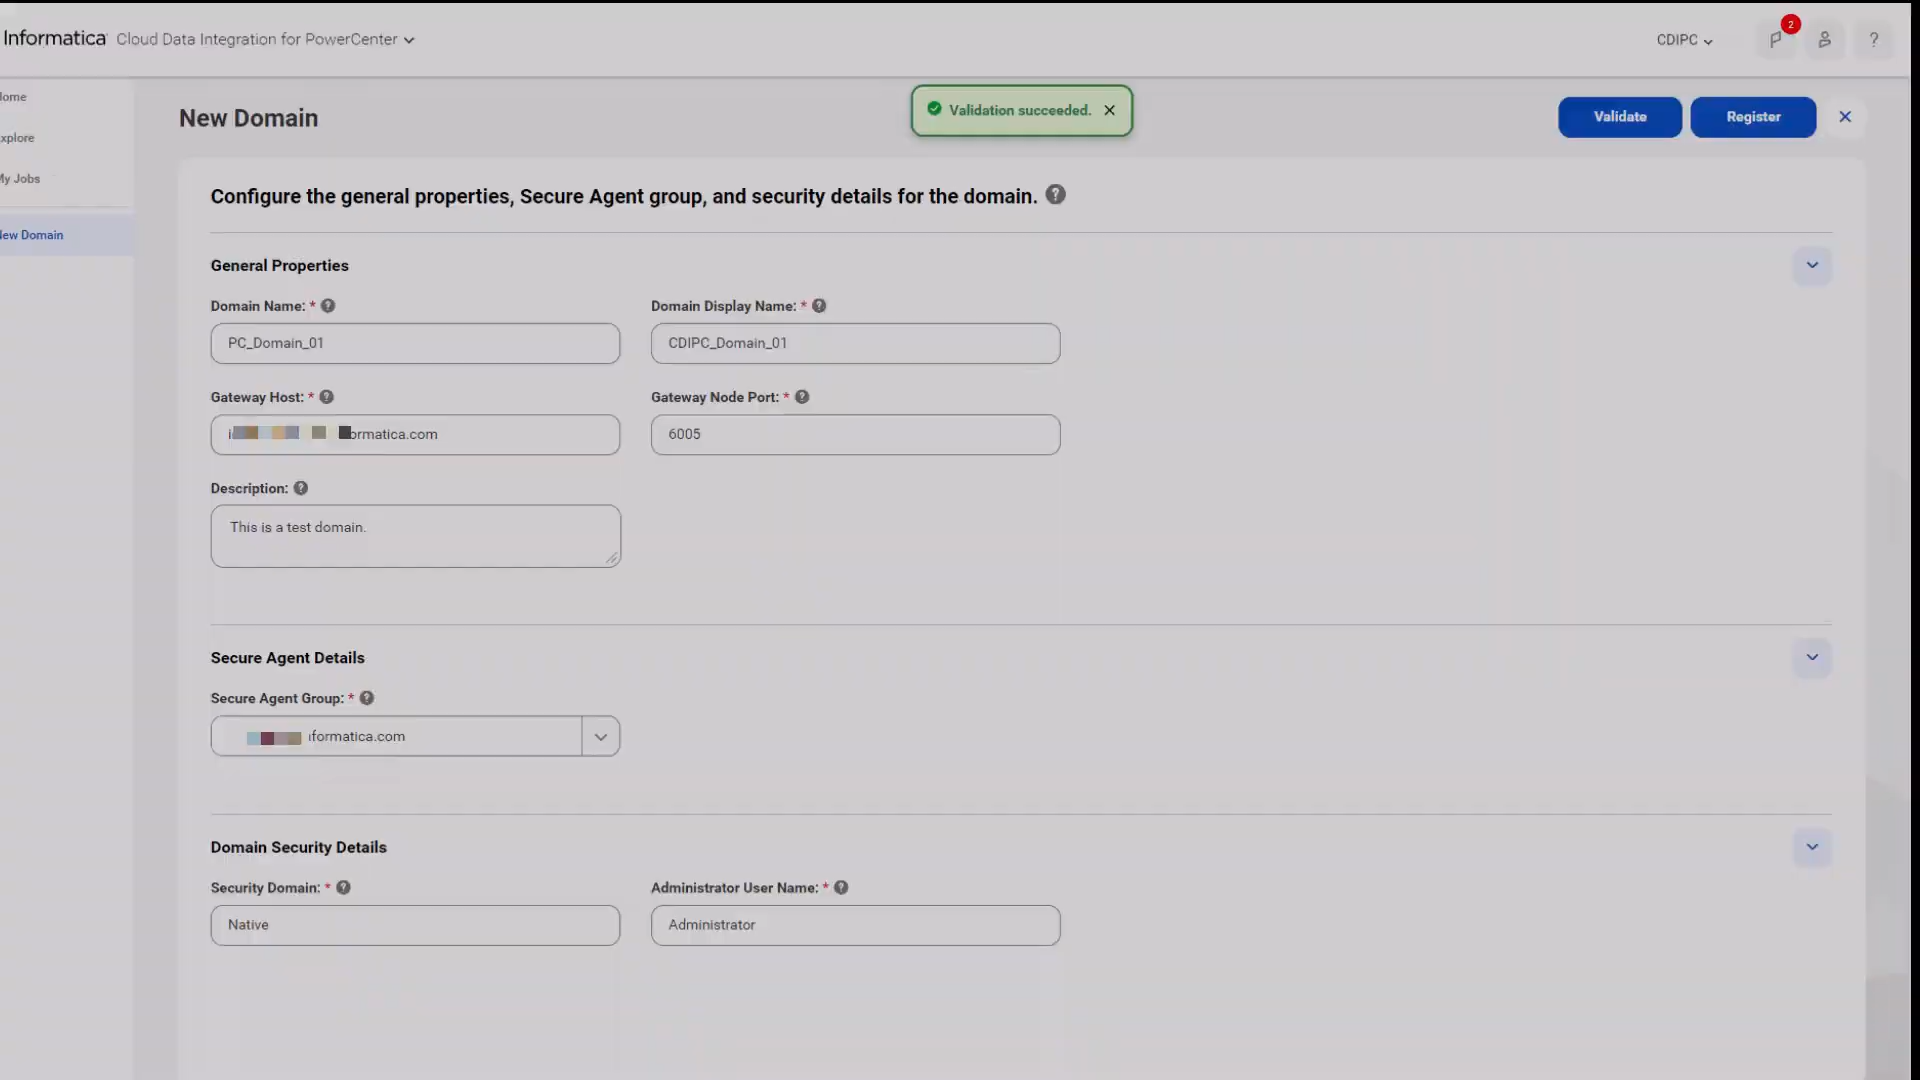 Informatica Cloud Data Integration for PowerCenter
CDIPC
2
?
ome
xplore
My Jobs
New Domain
New Domain
Validation succeeded.
Validate
Register
Configure the general properties, Secure Agent group, and security details for the domain. ?
General Properties
Domain Name: * ?
Domain Display Name: * ?
PC_Domain_01
CDIPC_Domain_01
Gateway Host: * ?
Gateway Node Port: * ?
ormatica.com
6005
Description: ?
This is a test domain.
Secure Agent Details
Secure Agent Group: * ?
formatica.com
Domain Security Details
Security Domain: * ?
Administrator User Name: * ?
Native
Administrator